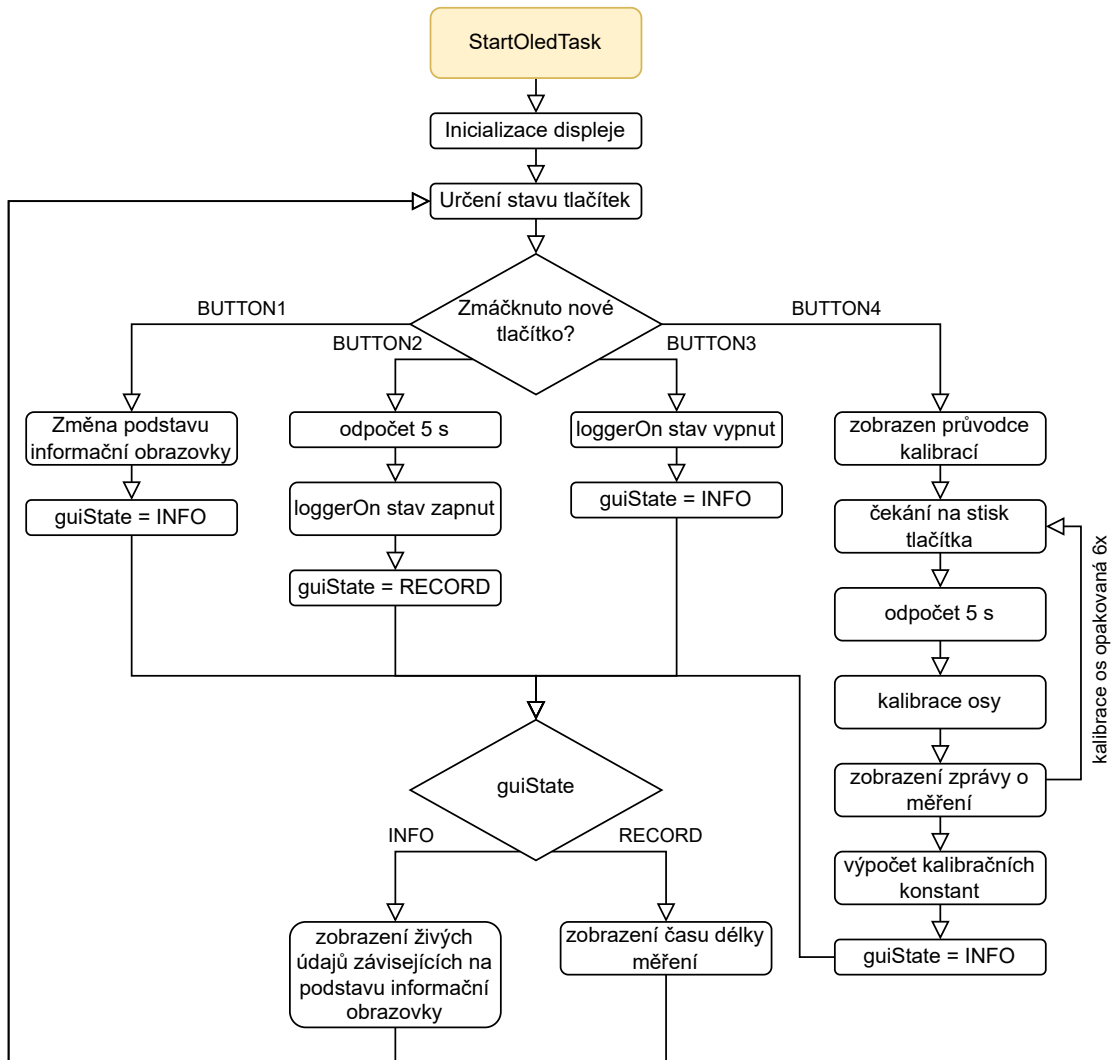 StartOledTask
Inicializace displeje
Určení stavu tlačítek
Zmáčknuto nové
tlačítko?
BUTTON1
BUTTON2
BUTTON3
BUTTON4
Změna podstavu
informační obrazovky
guiState = INFO
odpočet 5 s
loggerOn stav zapnut
guiState = RECORD
loggerOn stav vypnut
guiState = INFO
zobrazen průvodce
kalibrací
čekání na stisk
tlačítka
odpočet 5 s
kalibrace osy
zobrazení zprávy o
měření
kalibrace os opakovaná 6x
výpočet kalibračních
konstant
guiState = INFO
guiState
INFO
RECORD
zobrazení živých
údajů závisejících na
podstavu informační
obrazovky
zobrazení času délky
měření